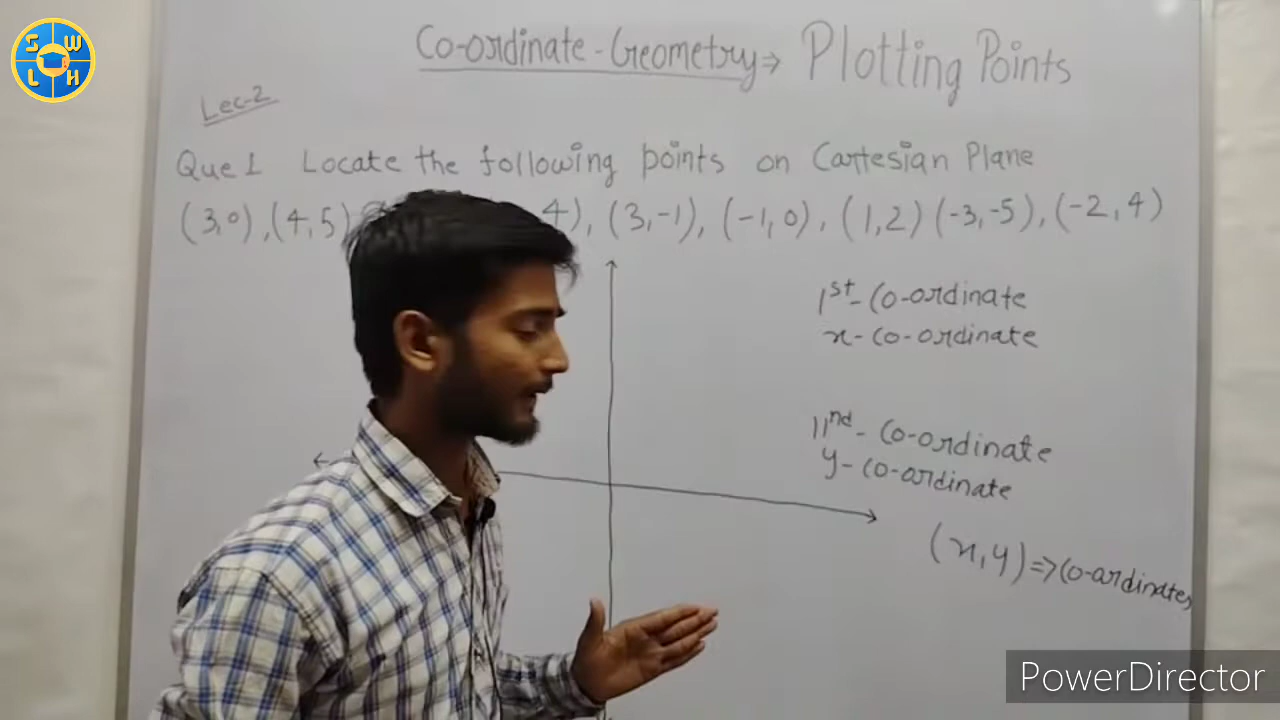 S W
L H
Co-ordinate-Geometry⇒ Plotting Points
Lec-2
Que 1 Locate the following points on Cartesian Plane
(3,0),(4,5) 4), (3,-1), (-1,0), (1,2) (-3,-5), (-2,4)
1st- Co-ordinate
x-co-ordinate
IInd- Co-ordinate
y-co-ordinate
(x,y)=>Co-ordinates
PowerDirector